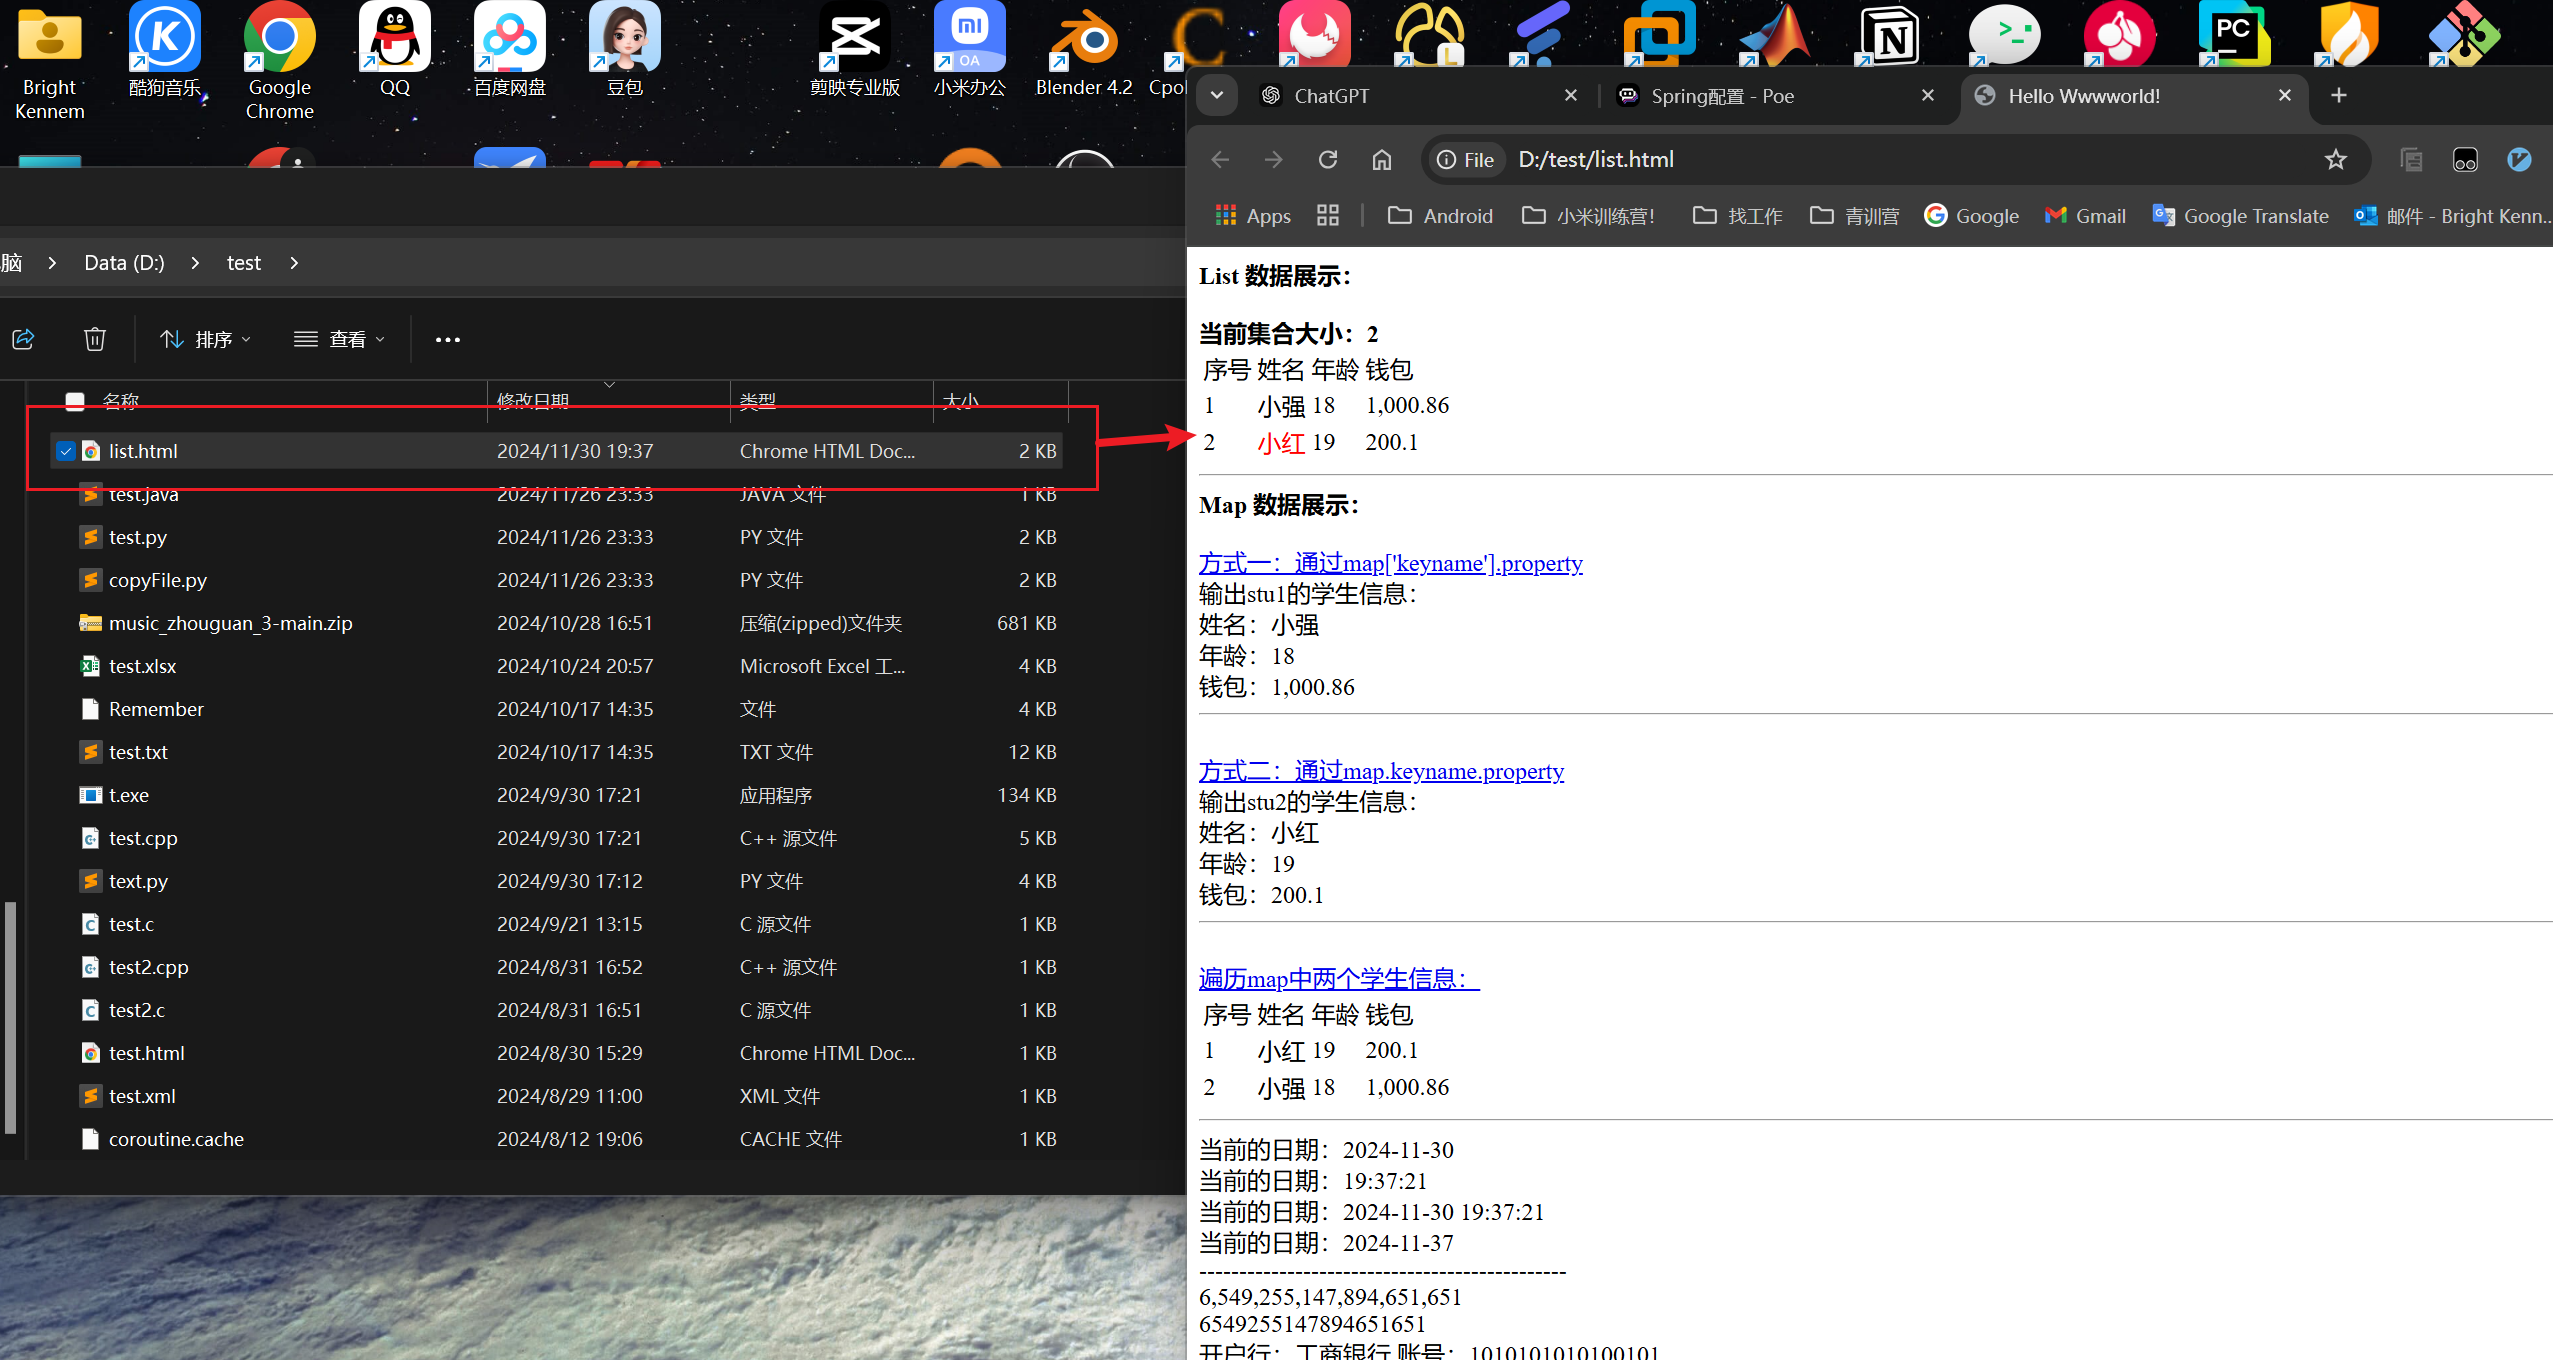 Bright Kennem
酷狗音乐
Google Chrome
QQ
百度网盘
豆包
剪映专业版
小米办公
Blender 4.2
Cpol
ChatGPT
Spring配置 - Poe
Hello Wwwworld!
File D:/test/list.html
Apps
Android
小米训练营!
找工作
青训营
Google
Gmail
Google Translate
邮件 - Bright Kenn...
脑 > Data (D:) > test >
排序
查看
名称 修改日期 类型 大小
list.html 2024/11/30 19:37 Chrome HTML Doc... 2 KB
test.java 2024/11/26 23:33 JAVA 文件 1 KB
test.py 2024/11/26 23:33 PY 文件 2 KB
copyFile.py 2024/11/26 23:33 PY 文件 2 KB
music_zhouguan_3-main.zip 2024/10/28 16:51 压缩(zipped)文件夹 681 KB
test.xlsx 2024/10/24 20:57 Microsoft Excel 工... 4 KB
Remember 2024/10/17 14:35 文件 4 KB
test.txt 2024/10/17 14:35 TXT 文件 12 KB
t.exe 2024/9/30 17:21 应用程序 134 KB
test.cpp 2024/9/30 17:21 C++ 源文件 5 KB
text.py 2024/9/30 17:12 PY 文件 4 KB
test.c 2024/9/21 13:15 C 源文件 1 KB
test2.cpp 2024/8/31 16:52 C++ 源文件 1 KB
test2.c 2024/8/31 16:51 C 源文件 1 KB
test.html 2024/8/30 15:29 Chrome HTML Doc... 1 KB
test.xml 2024/8/29 11:00 XML 文件 1 KB
coroutine.cache 2024/8/12 19:06 CACHE 文件 1 KB
List 数据展示：
当前集合大小：2
序号 姓名 年龄 钱包
1 小强 18 1,000.86
2 小红 19 200.1
Map 数据展示：
方式一：通过map['keyname'].property
输出stu1的学生信息：
姓名：小强
年龄：18
钱包：1,000.86
方式二：通过map.keyname.property
输出stu2的学生信息：
姓名：小红
年龄：19
钱包：200.1
遍历map中两个学生信息：
序号 姓名 年龄 钱包
1 小红 19 200.1
2 小强 18 1,000.86
当前的日期：2024-11-30
当前的日期：19:37:21
当前的日期：2024-11-30 19:37:21
当前的日期：2024-11-37
----------------------------------------------
6,549,255,147,894,651,651
6549255147894651651
开户行：工商银行 账号：1010101010100101